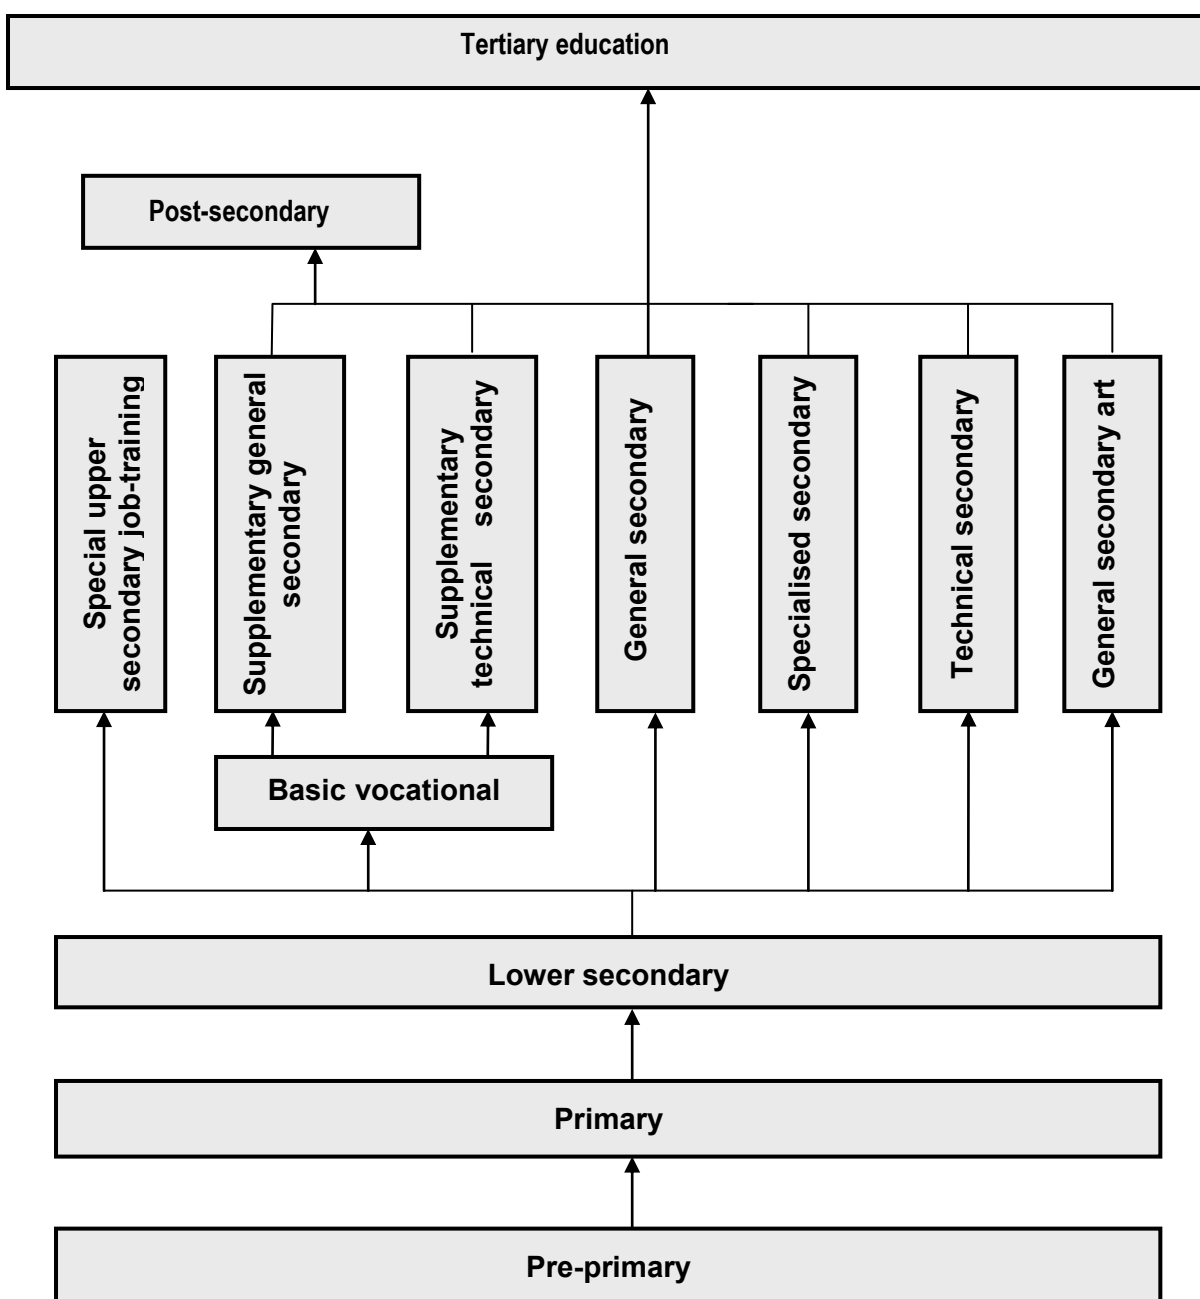 Tertiary education
Post-secondary
Special upper
secondary job-training
Supplementary general
secondary
Supplementary
technical secondary
General secondary
Specialised secondary
Technical secondary
General secondary art
Basic vocational
Lower secondary
Primary
Pre-primary